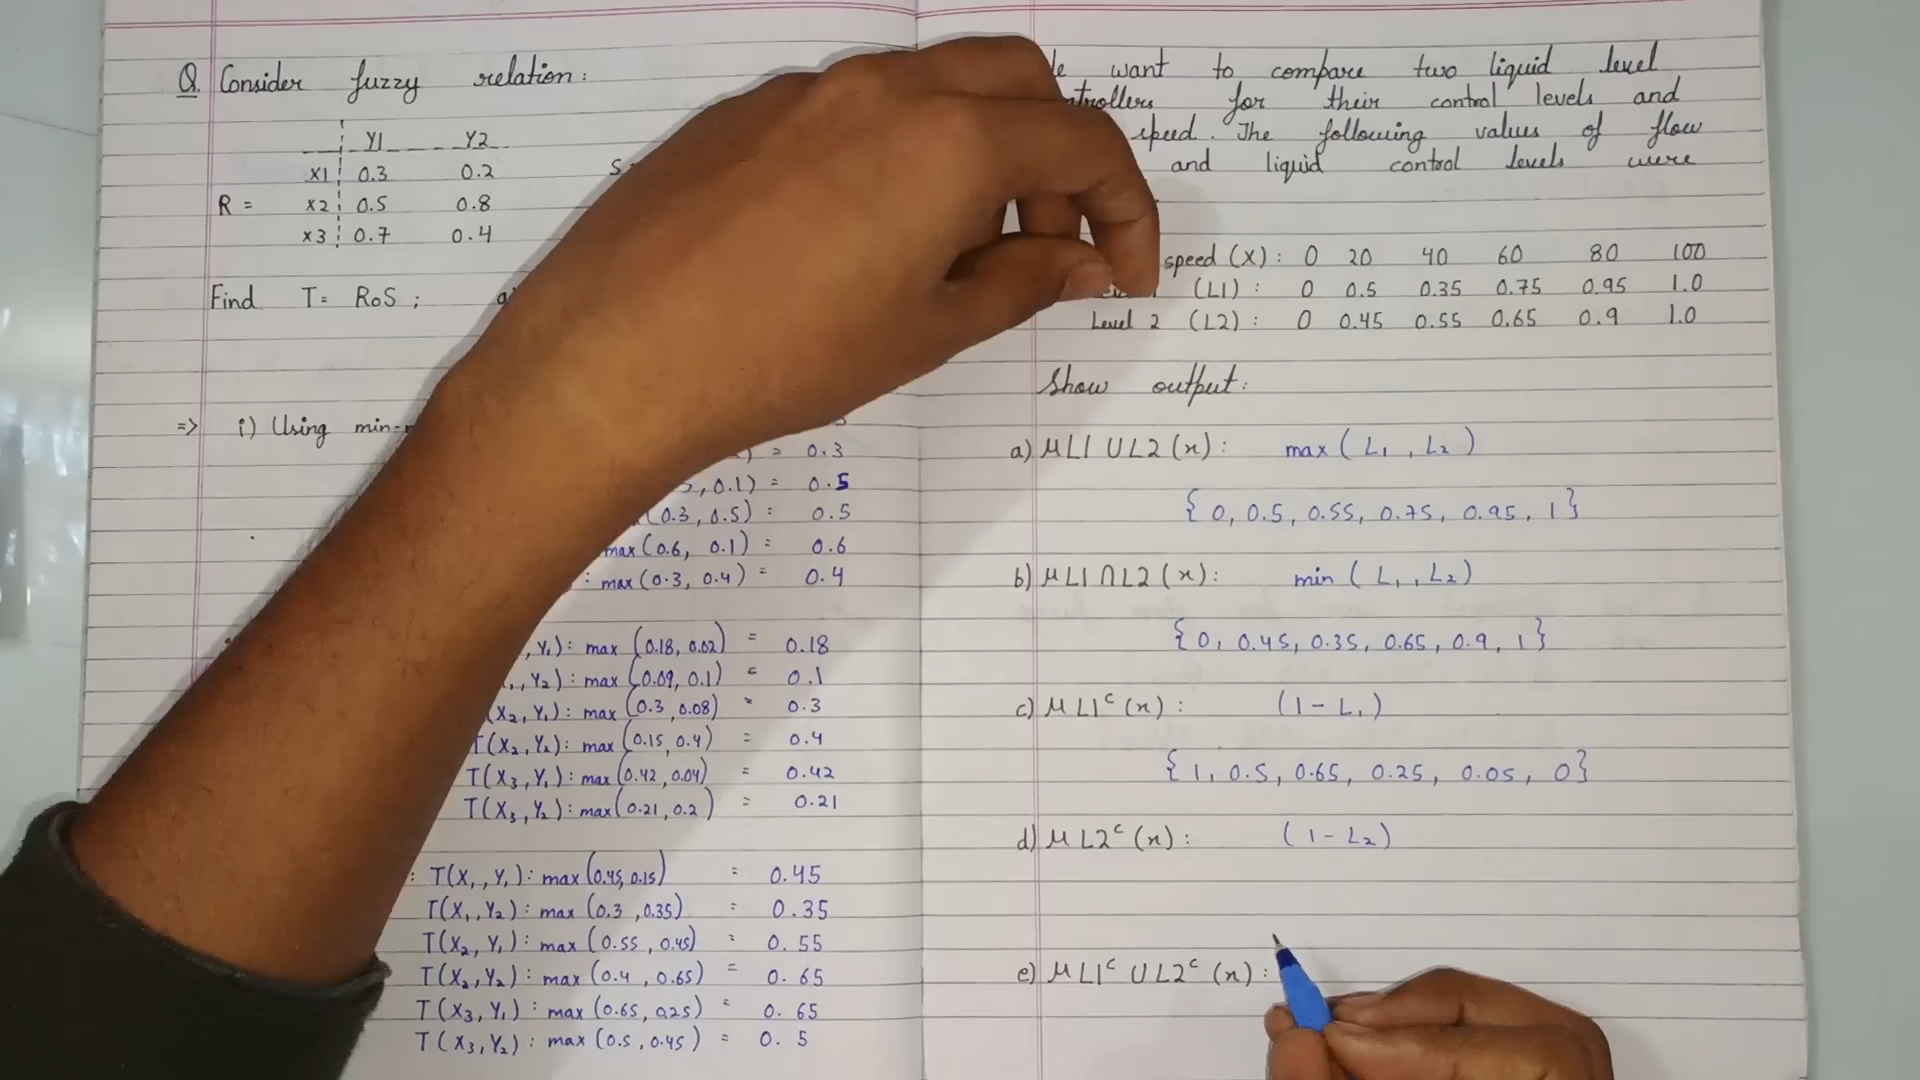 Q. Consider fuzzy relation:
Y1 Y2
X1 0.3 0.2
R = X2 0.5 0.8
X3 0.7 0.4
S
Find T= RoS ;
=> i) Using min-
= 0.3
, 0.1) = 0.5
(0.3, 0.5) : 0.5
max(0.6, 0.1) = 0.6
: max(0.3, 0.4) = 0.4
, Y1): max (0.18, 0.02) = 0.18
, Y2): max (0.09, 0.1) = 0.1
(X2, Y1): max (0.3, 0.08) = 0.3
T(X2, Y2): max (0.15, 0.4) = 0.4
T(X3, Y1): max (0.42, 0.04) = 0.42
T(X3, Y2): max (0.21, 0.2) = 0.21
: T(X1, Y1): max (0.45, 0.15) = 0.45
T(X1, Y2): max (0.3, 0.35) : 0.35
T(X2, Y1): max (0.55, 0.45) = 0.55
T(X2, Y2): max (0.4, 0.65) = 0.65
T(X3, Y1): max (0.65, 0.25) = 0.65
T(X3, Y2): max (0.5, 0.45) = 0.5
want to compare two liquid level
for their control levels and
speed. The following values of flow
and liquid control levels were
speed (X): 0 20 40 60 80 100
(L1): 0 0.5 0.35 0.75 0.95 1.0
Level 2 (L2): 0 0.45 0.55 0.65 0.9 1.0
Show output:
a) μL1 ∪ L2 (x): max (L1, L2)
{0, 0.5, 0.55, 0.75, 0.95, 1}
b) μL1 ∩ L2 (x): min (L1, L2)
{0, 0.45, 0.35, 0.65, 0.9, 1}
c) μL1ᶜ (x): (1 - L1)
{1, 0.5, 0.65, 0.25, 0.05, 0}
d) μL2ᶜ (x): (1 - L2)
e) μL1ᶜ ∪ L2ᶜ (x):